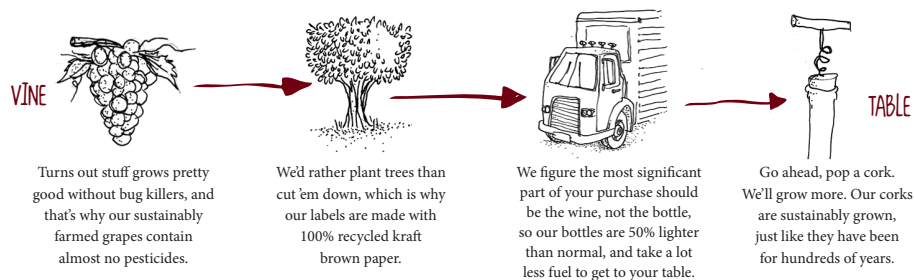 VINE
Turns out stuff grows pretty
good without bug killers, and
that's why our sustainably
farmed grapes contain
almost no pesticides.
We'd rather plant trees than
cut 'em down, which is why
our labels are made with
100% recycled kraft
brown paper.
We figure the most significant
part of your purchase should
be the wine, not the bottle,
so our bottles are 50% lighter
than normal, and take a lot
less fuel to get to your table.
TABLE
Go ahead, pop a cork.
We'll grow more. Our corks
are sustainably grown,
just like they have been
for hundreds of years.